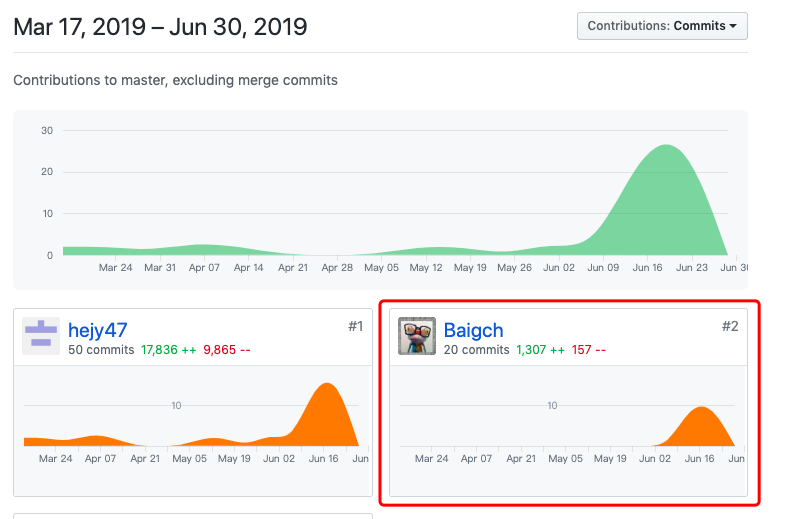 Mar 17, 2019 – Jun 30, 2019
Contributions: Commits
Contributions to master, excluding merge commits
30
20
10
0
Mar 24 Mar 31 Apr 07 Apr 14 Apr 21 Apr 28 May 05 May 12 May 19 May 26 Jun 02 Jun 09 Jun 16 Jun 23 Jun 30
hejy47 #1
50 commits 17,836 ++ 9,865 --
10
Mar 24 Apr 07 Apr 21 May 05 May 19 Jun 02 Jun 16 Jun
Baigch #2
20 commits 1,307 ++ 157 --
10
Mar 24 Apr 07 Apr 21 May 05 May 19 Jun 02 Jun 16 Jun